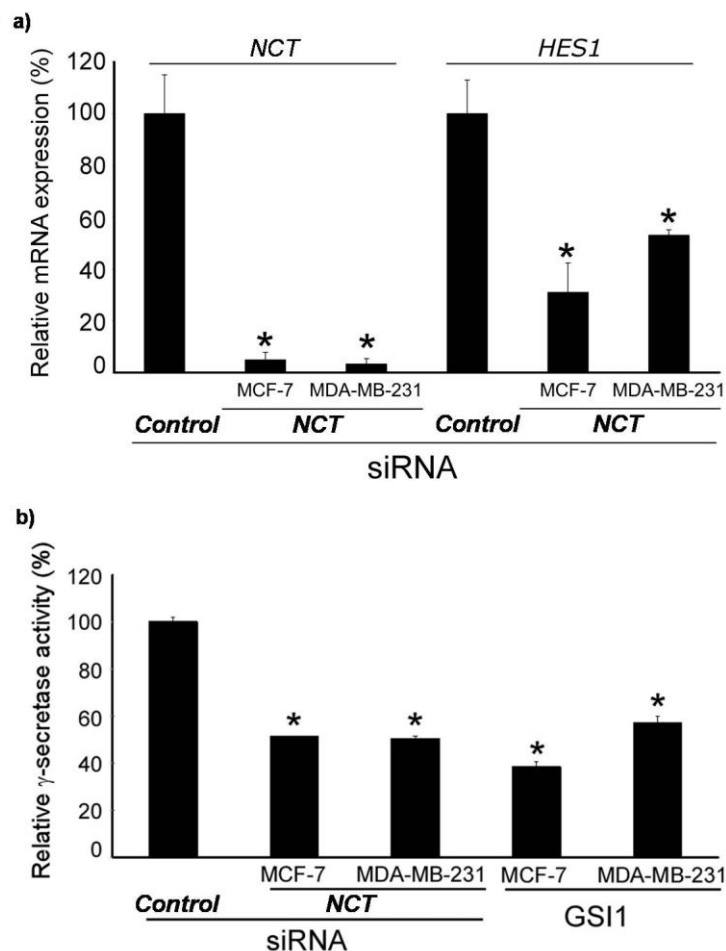 a)
NCT HES1
Relative mRNA expression (%)
120
100
80
60
40
20
0
* * * *
MCF-7 MDA-MB-231 MCF-7 MDA-MB-231
Control NCT Control NCT
siRNA
b)
Relative γ-secretase activity (%)
120
100
80
60
40
20
0
* * * *
MCF-7 MDA-MB-231 MCF-7 MDA-MB-231
Control NCT GSI1
siRNA